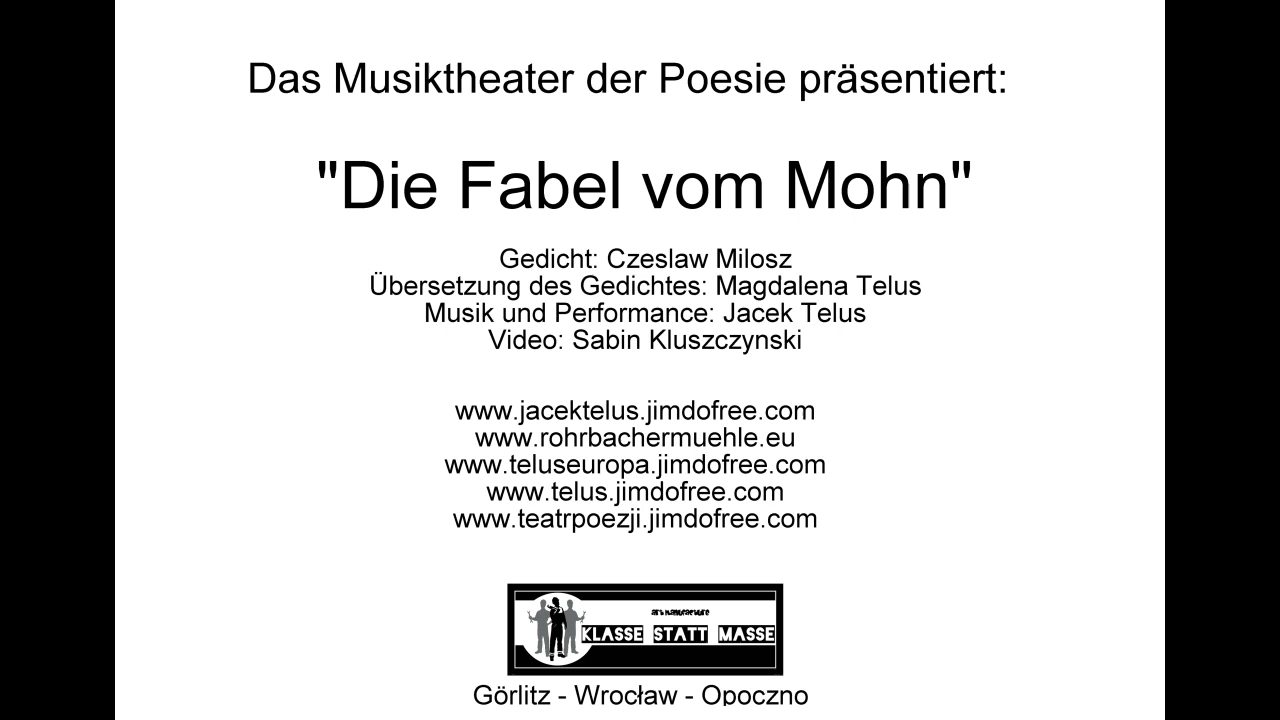 Das Musiktheater der Poesie präsentiert:
"Die Fabel vom Mohn"
Gedicht: Czeslaw Milosz
Übersetzung des Gedichtes: Magdalena Telus
Musik und Performance: Jacek Telus
Video: Sabin Kluszczynski
www.jacektelus.jimdofree.com
www.rohrbachermuehle.eu
www.teluseuropa.jimdofree.com
www.telus.jimdofree.com
www.teatrpoezji.jimdofree.com
art manufacture
KLASSE STATT MASSE
Görlitz - Wrocław - Opoczno